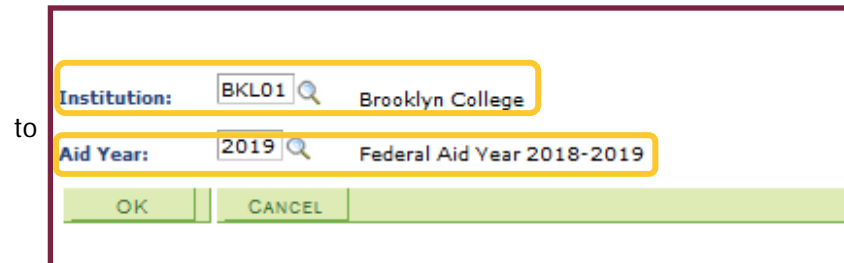 Institution: BKL01 Brooklyn College
to
Aid Year: 2019 Federal Aid Year 2018-2019
OK CANCEL